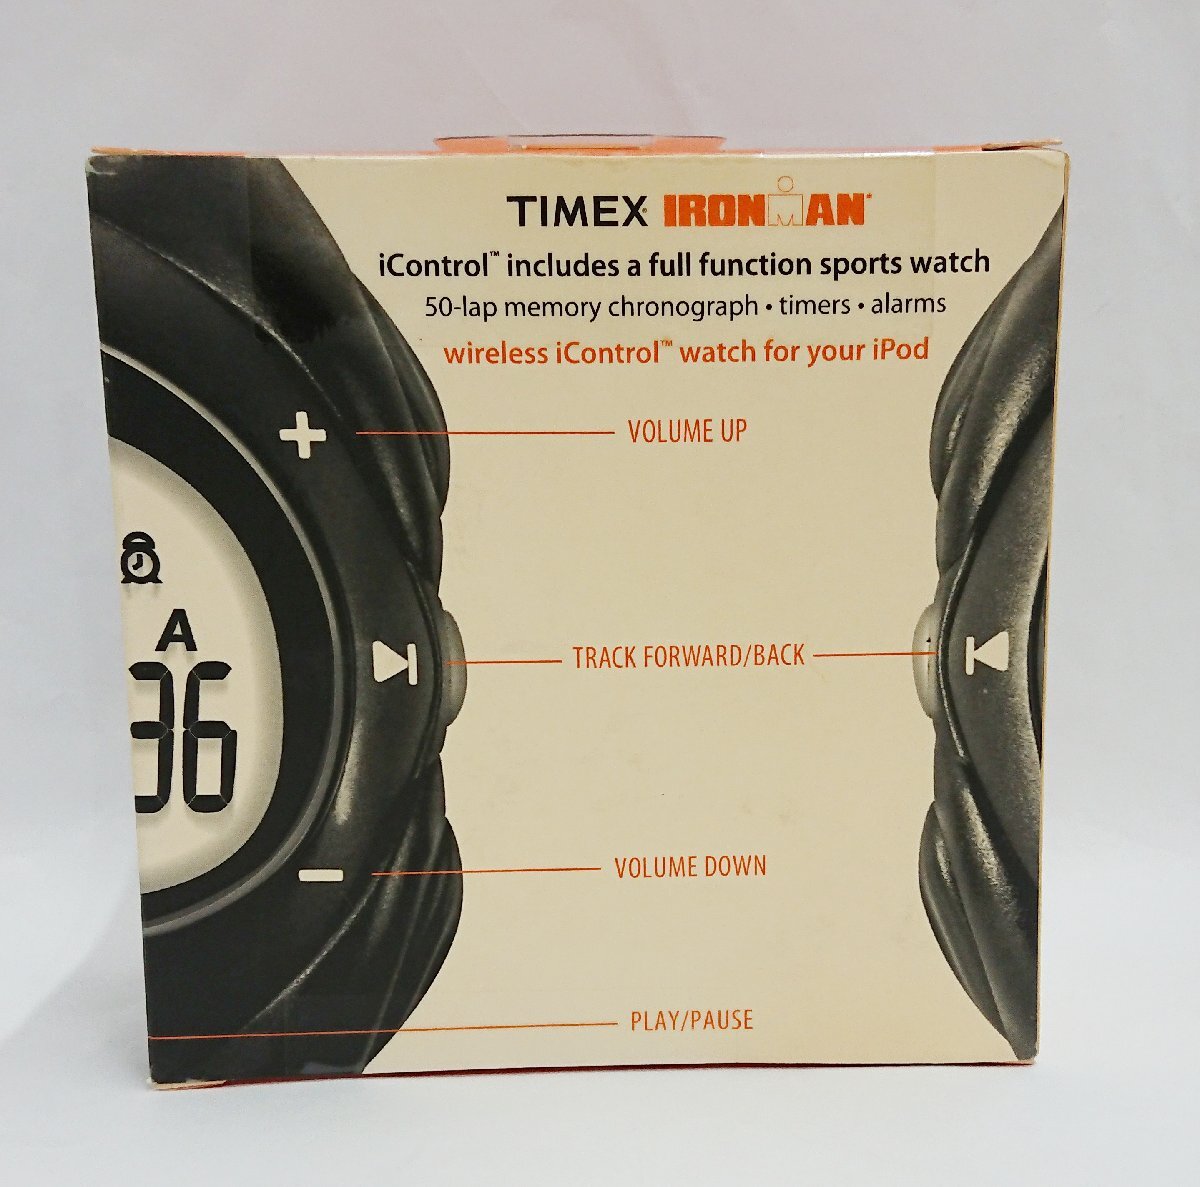 TIMEX® IRONMAN®
iControl™ includes a full function sports watch
50-lap memory chronograph • timers • alarms
wireless iControl™ watch for your iPod
+ VOLUME UP
A
36
TRACK FORWARD/BACK
− VOLUME DOWN
PLAY/PAUSE